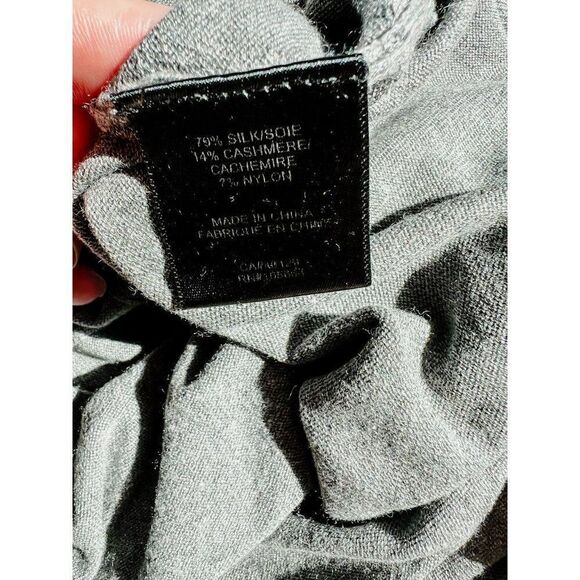 79% SILK/SOIE
14% CASHMERE/
CACHEMIRE
7% NYLON
MADE IN CHINA
FABRIQUÉ EN CHINE